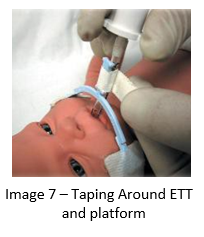 Image 7 – Taping Around ETT
and platform